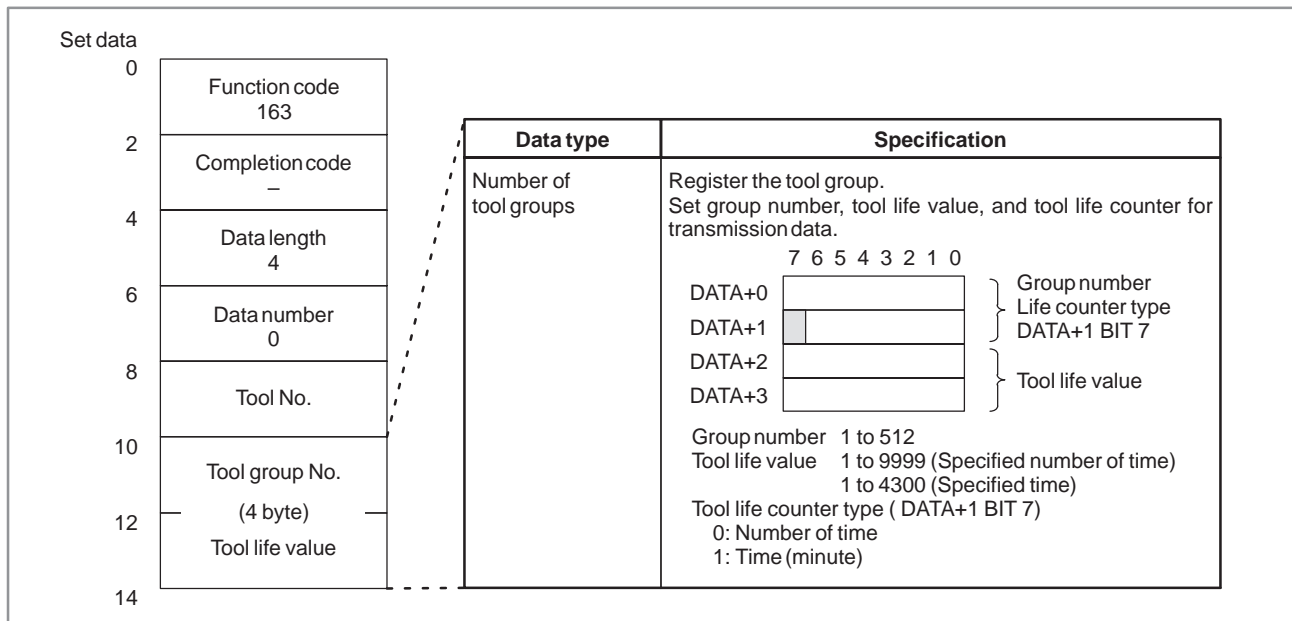 Set data
0
Function code
163
2
Completion code
–
4
Data length
4
6
Data number
0
8
Tool No.
10
Tool group No.
(4 byte)
12
Tool life value
14
Data type Specification
Number of
tool groups
Register the tool group.
Set group number, tool life value, and tool life counter for
transmission data.
7 6 5 4 3 2 1 0
DATA+0
DATA+1
DATA+2
DATA+3
Group number
Life counter type
DATA+1 BIT 7
Tool life value
Group number 1 to 512
Tool life value 1 to 9999 (Specified number of time)
1 to 4300 (Specified time)
Tool life counter type ( DATA+1 BIT 7)
0: Number of time
1: Time (minute)